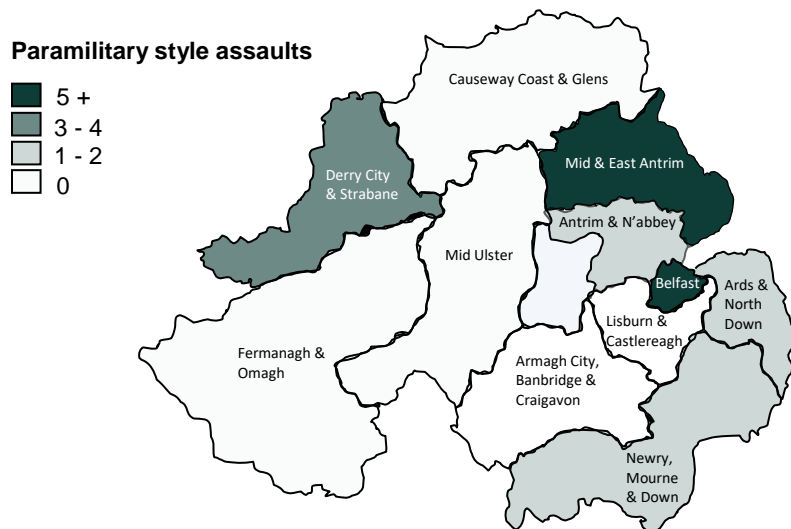 Paramilitary style assaults
5 +
3 - 4
1 - 2
0
Causeway Coast & Glens
Mid & East Antrim
Derry City
& Strabane
Antrim & N'abbey
Mid Ulster
Belfast
Ards &
North
Down
Lisburn &
Castlereagh
Fermanagh &
Omagh
Armagh City,
Banbridge &
Craigavon
Newry,
Mourne
& Down